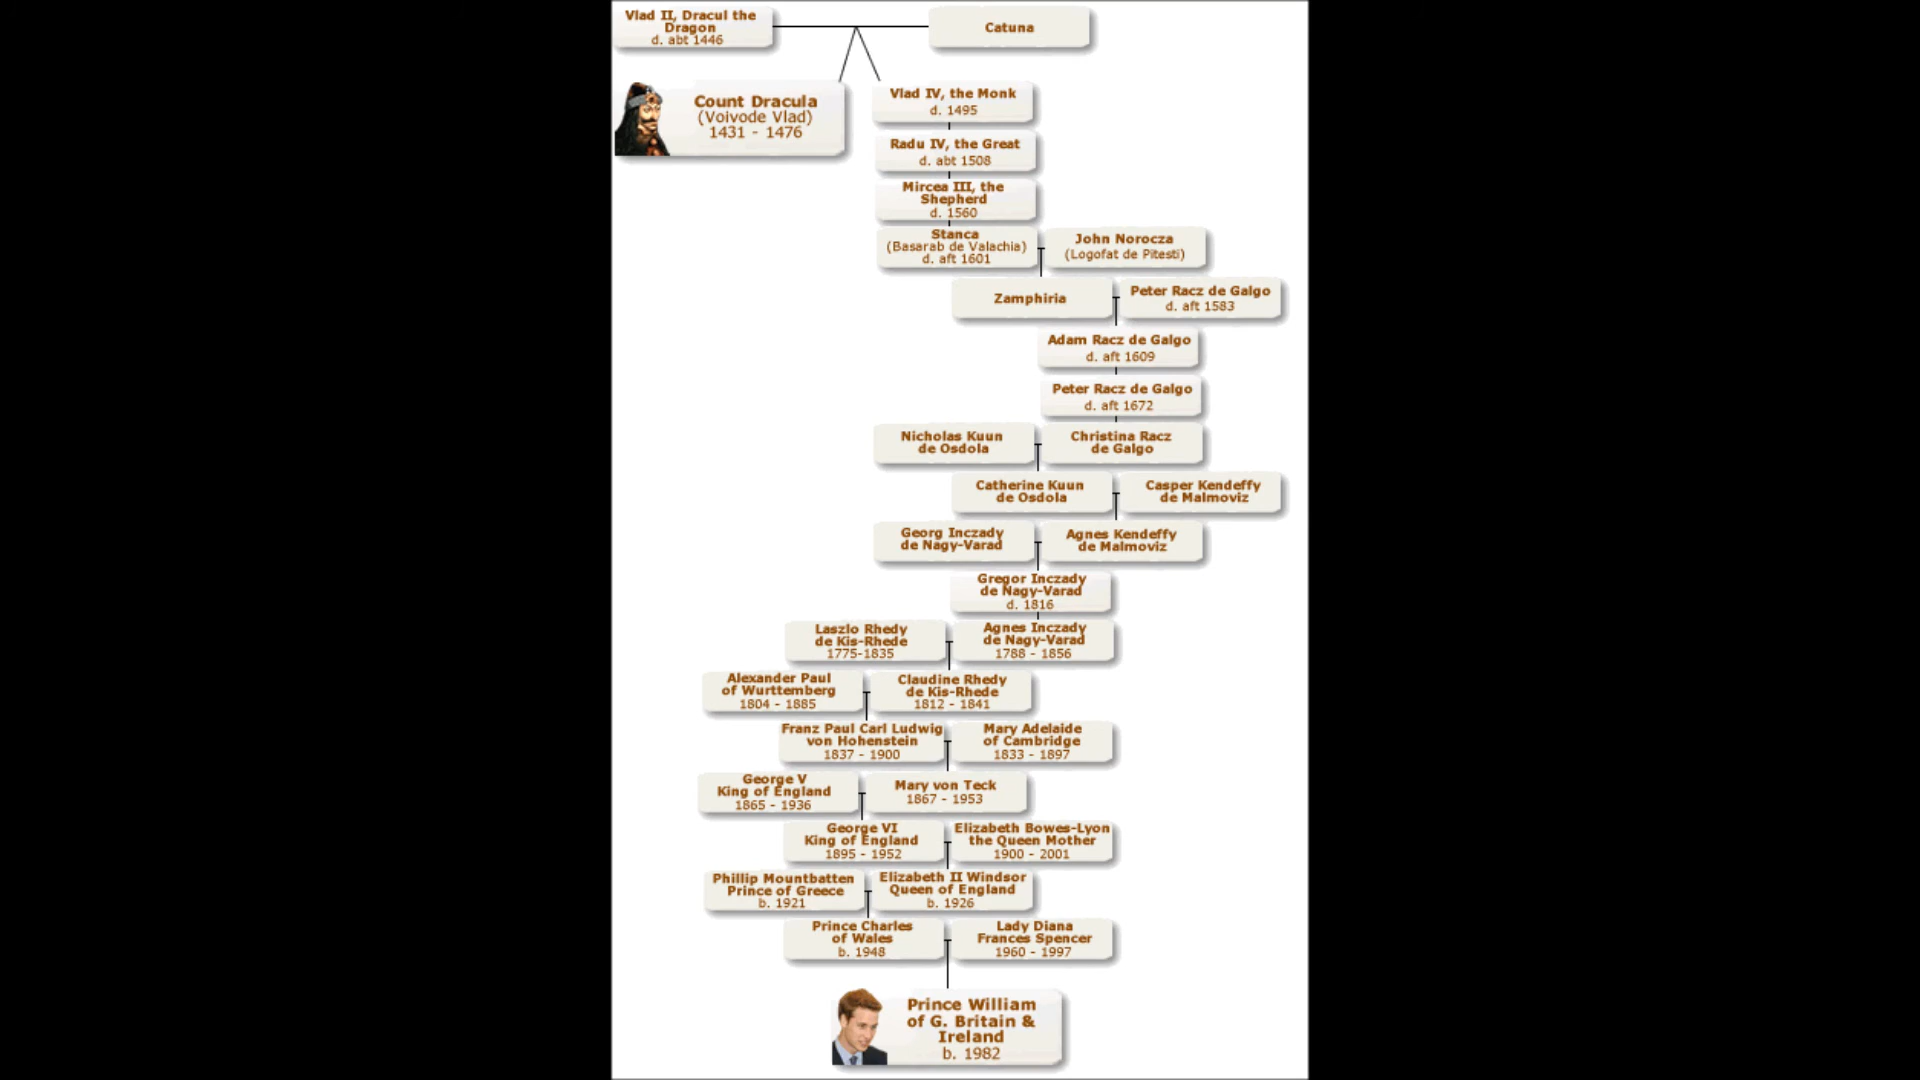 Vlad II, Dracul the
Dragon
d. abt 1446
Catuna
Count Dracula
(Voivode Vlad)
1431 - 1476
Vlad IV, the Monk
d. 1495
Radu IV, the Great
d. abt 1508
Mircea III, the
Shepherd
d. 1560
Stanca
(Basarab de Valachia)
d. aft 1601
John Norocza
(Logofat de Pitesti)
Zamphiria
Peter Racz de Galgo
d. aft 1583
Adam Racz de Galgo
d. aft 1609
Peter Racz de Galgo
d. aft 1672
Nicholas Kuun
de Osdola
Christina Racz
de Galgo
Catherine Kuun
de Osdola
Casper Kendeffy
de Malmoviz
Georg Inczady
de Nagy-Varad
Agnes Kendeffy
de Malmoviz
Gregor Inczady
de Nagy-Varad
d. 1816
Laszlo Rhedy
de Kis-Rhede
1775-1835
Agnes Inczady
de Nagy-Varad
1788 - 1856
Alexander Paul
of Wurttemberg
1804 - 1885
Claudine Rhedy
de Kis-Rhede
1812 - 1841
Franz Paul Carl Ludwig
von Hohenstein
1837 - 1900
Mary Adelaide
of Cambridge
1833 - 1897
George V
King of England
1865 - 1936
Mary von Teck
1867 - 1953
George VI
King of England
1895 - 1952
Elizabeth Bowes-Lyon
the Queen Mother
1900 - 2001
Phillip Mountbatten
Prince of Greece
b. 1921
Elizabeth II Windsor
Queen of England
b. 1926
Prince Charles
of Wales
b. 1948
Lady Diana
Frances Spencer
1960 - 1997
Prince William
of G. Britain &
Ireland
b. 1982